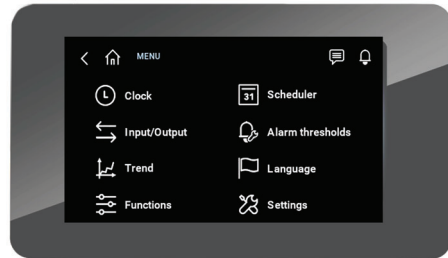 MENU
Clock
31 Scheduler
Input/Output
Alarm thresholds
Trend
Language
Functions
Settings